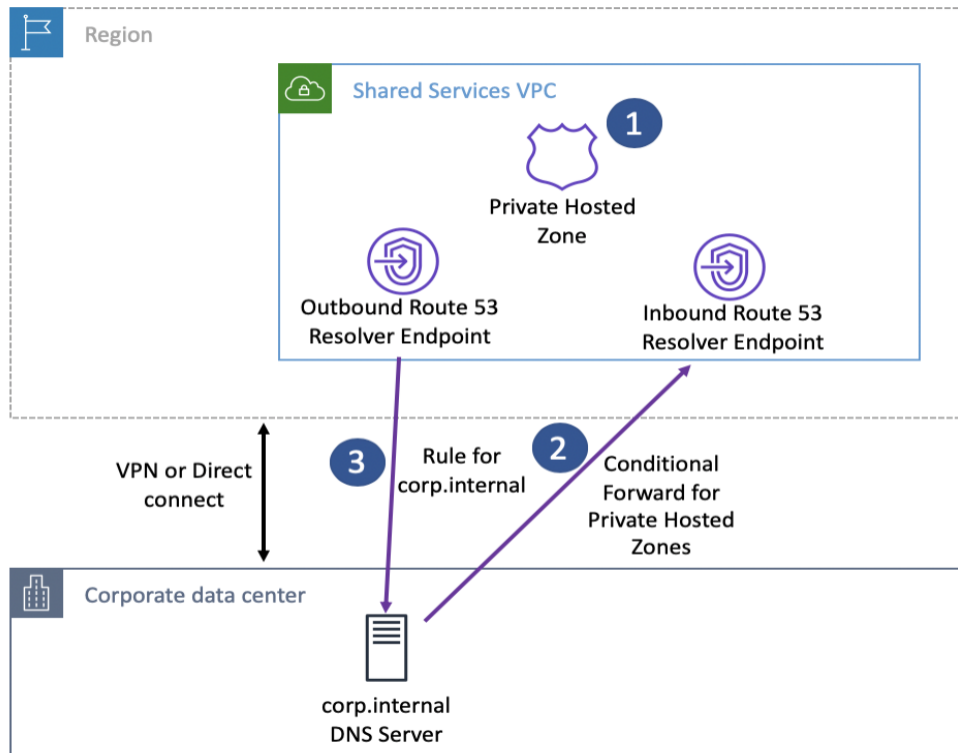 Region
Shared Services VPC
1
Private Hosted
Zone
Outbound Route 53
Resolver Endpoint
Inbound Route 53
Resolver Endpoint
VPN or Direct
connect
3
Rule for
corp.internal
2
Conditional
Forward for
Private Hosted
Zones
Corporate data center
corp.internal
DNS Server